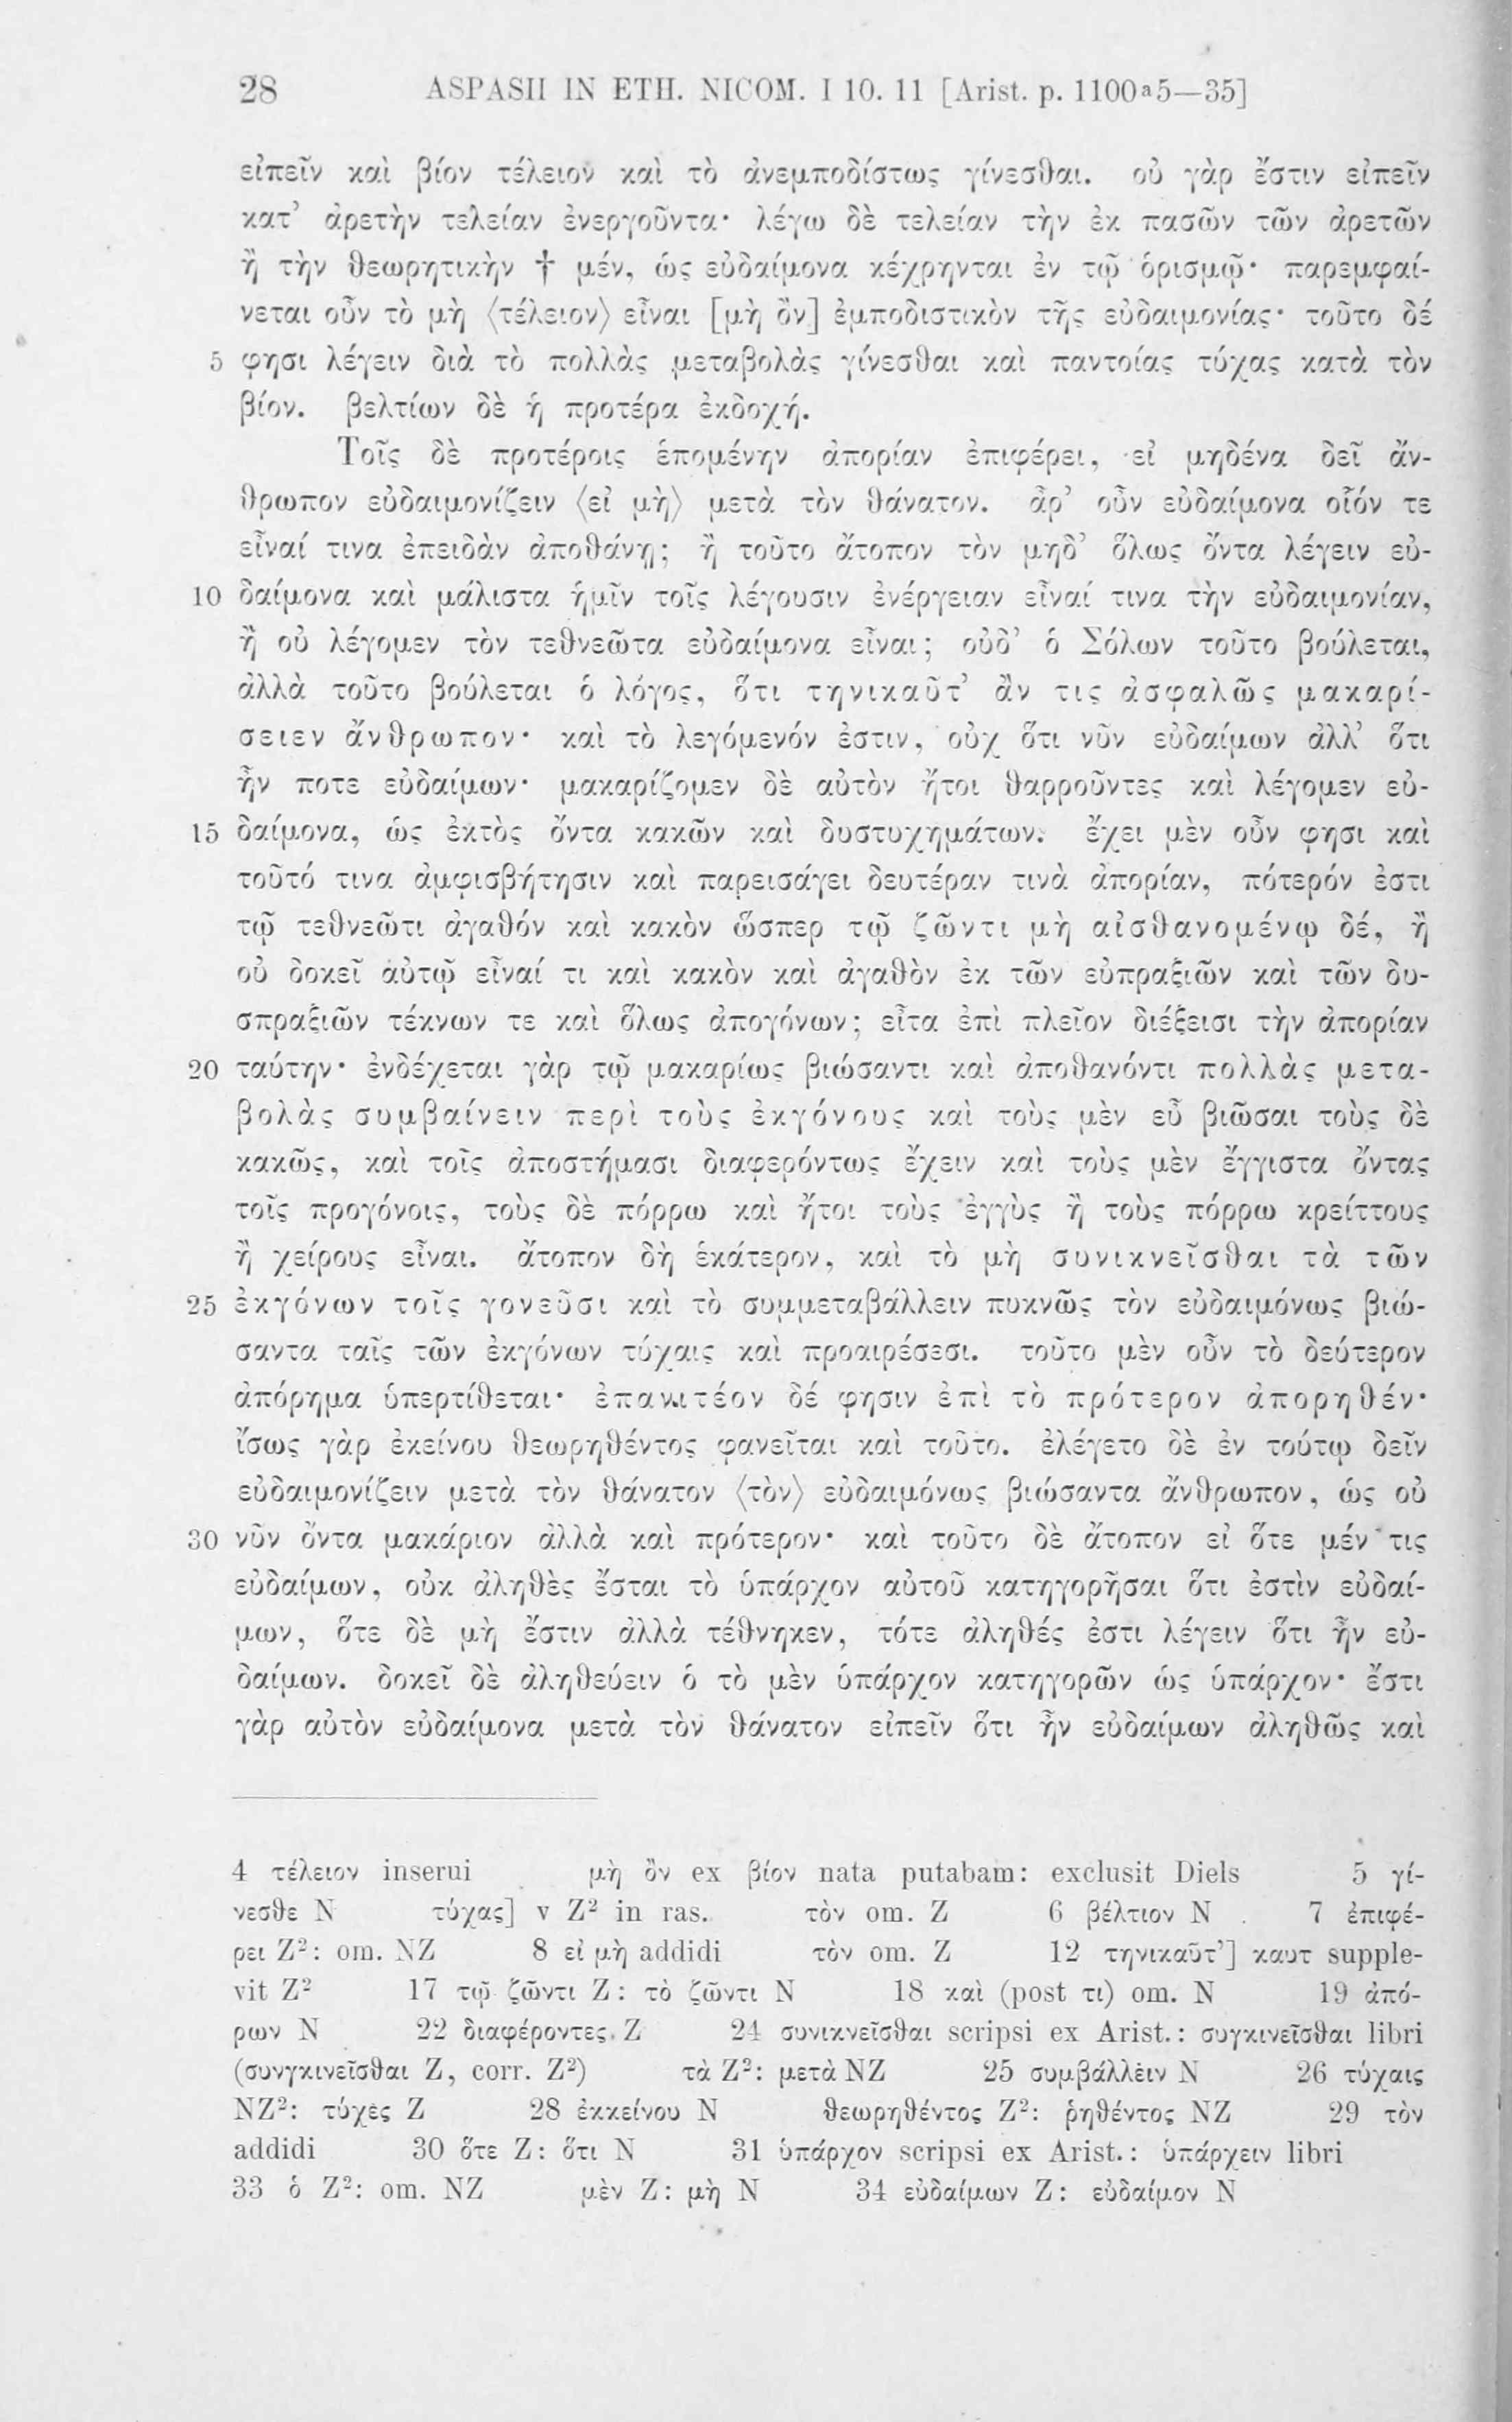 28 ASPASII IN ETH. NICOM. I 10. 11 [Arist. p. 1100a5—35]
εἰπεῖν καὶ βίον τέλειον καὶ τὸ ἀνεμποδίστως γίνεσθαι. οὐ γὰρ ἔστιν εἰπεῖν
κατ’ ἀρετὴν τελείαν ἐνεργοῦντα· λέγω δὲ τελείαν τὴν ἐκ πασῶν τῶν ἀρετῶν
ἢ τὴν θεωρητικὴν † μέν, ὡς εὐδαίμονα κέχρηνται ἐν τῷ ὁρισμῷ· παρεμφαί-
νεται οὖν τὸ μὴ ⟨τέλειον⟩ εἶναι [μὴ ὂν] ἐμποδιστικὸν τῆς εὐδαιμονίας· τοῦτο δέ
5 φησι λέγειν διὰ τὸ πολλὰς μεταβολὰς γίνεσθαι καὶ παντοίας τύχας κατὰ τὸν
βίον. βελτίων δὲ ἡ προτέρα ἐκδοχή.
Τοῖς δὲ προτέροις ἑπομένην ἀπορίαν ἐπιφέρει, εἰ μηδένα δεῖ ἄν-
θρωπον εὐδαιμονίζειν ⟨εἰ μὴ⟩ μετὰ τὸν θάνατον. ἆρ’ οὖν εὐδαίμονα οἷόν τε
εἶναί τινα ἐπειδὰν ἀποθάνῃ; ἢ τοῦτο ἄτοπον τὸν μηδ’ ὅλως ὄντα λέγειν εὐ-
10 δαίμονα καὶ μάλιστα ἡμῖν τοῖς λέγουσιν ἐνέργειαν εἶναί τινα τὴν εὐδαιμονίαν,
ἢ οὐ λέγομεν τὸν τεθνεῶτα εὐδαίμονα εἶναι; οὐδ’ ὁ Σόλων τοῦτο βούλεται,
ἀλλὰ τοῦτο βούλεται ὁ λόγος, ὅτι τηνικαῦτ’ ἄν τις ἀσφαλῶς μακαρί-
σειεν ἄνθρωπον· καὶ τὸ λεγόμενόν ἐστιν, οὐχ ὅτι νῦν εὐδαίμων ἀλλ’ ὅτι
ἦν ποτε εὐδαίμων· μακαρίζομεν δὲ αὐτὸν ἤτοι θαρροῦντες καὶ λέγομεν εὐ-
15 δαίμονα, ὡς ἐκτὸς ὄντα κακῶν καὶ δυστυχημάτων. ἔχει μὲν οὖν φησι καὶ
τοῦτό τινα ἀμφισβήτησιν καὶ παρεισάγει δευτέραν τινὰ ἀπορίαν, πότερόν ἐστι
τῷ τεθνεῶτι ἀγαθόν καὶ κακὸν ὥσπερ τῷ ζῶντι μὴ αἰσθανομένῳ δέ, ἢ
οὐ δοκεῖ αὐτῷ εἶναί τι καὶ κακὸν καὶ ἀγαθὸν ἐκ τῶν εὐπραξιῶν καὶ τῶν δυ-
σπραξιῶν τέκνων τε καὶ ὅλως ἀπογόνων; εἶτα ἐπὶ πλεῖον διέξεισι τὴν ἀπορίαν
20 ταύτην· ἐνδέχεται γὰρ τῷ μακαρίως βιώσαντι καὶ ἀποθανόντι πολλὰς μετα-
βολὰς συμβαίνειν περὶ τοὺς ἐκγόνους καὶ τοὺς μὲν εὖ βιῶσαι τοὺς δὲ
κακῶς, καὶ τοῖς ἀποστήμασι διαφερόντως ἔχειν καὶ τοὺς μὲν ἔγγιστα ὄντας
τοῖς προγόνοις, τοὺς δὲ πόρρω καὶ ἤτοι τοὺς ἐγγὺς ἢ τοὺς πόρρω κρείττους
ἢ χείρους εἶναι. ἄτοπον δὴ ἑκάτερον, καὶ τὸ μὴ συνικνεῖσθαι τὰ τῶν
25 ἐκγόνων τοῖς γονεῦσι καὶ τὸ συμμεταβάλλειν πυκνῶς τὸν εὐδαιμόνως βιώ-
σαντα ταῖς τῶν ἐκγόνων τύχαις καὶ προαιρέσεσι. τοῦτο μὲν οὖν τὸ δεύτερον
ἀπόρημα ὑπερτίθεται· ἐπανιτέον δέ φησιν ἐπὶ τὸ πρότερον ἀπορηθέν·
ἴσως γὰρ ἐκείνου θεωρηθέντος φανεῖται καὶ τοῦτο. ἐλέγετο δὲ ἐν τούτῳ δεῖν
εὐδαιμονίζειν μετὰ τὸν θάνατον ⟨τὸν⟩ εὐδαιμόνως βιώσαντα ἄνθρωπον, ὡς οὐ
30 νῦν ὄντα μακάριον ἀλλὰ καὶ πρότερον· καὶ τοῦτο δὲ ἄτοπον εἰ ὅτε μέν τις
εὐδαίμων, οὐκ ἀληθὲς ἔσται τὸ ὑπάρχον αὐτοῦ κατηγορῆσαι ὅτι ἐστὶν εὐδαί-
μων, ὅτε δὲ μὴ ἔστιν ἀλλὰ τέθνηκεν, τότε ἀληθές ἐστι λέγειν ὅτι ἦν εὐ-
δαίμων. δοκεῖ δὲ ἀληθεύειν ὁ τὸ μὲν ὑπάρχον κατηγορῶν ὡς ὑπάρχον· ἔστι
γὰρ αὐτὸν εὐδαίμονα μετὰ τὸν θάνατον εἰπεῖν ὅτι ἦν εὐδαίμων ἀληθῶς καὶ
4 τέλειον inserui μὴ ὂν ex βίον nata putabam: exclusit Diels 5 γί-
νεσθε N τύχας] υ Z² in ras. τὸν om. Z 6 βέλτιον N 7 ἐπιφέ-
ρει Z²: om. NZ 8 εἰ μὴ addidi τὸν om. Z 12 τηνικαῦτ’] καυτ supple-
vit Z² 17 τῷ ζῶντι Z: τὸ ζῶντι N 18 καὶ (post τι) om. N 19 ἀπό-
ρων N 22 διαφέροντες Z 24 συνικνεῖσθαι scripsi ex Arist.: συγκινεῖσθαι libri
(συνγκινεῖσθαι Z, corr. Z²) τὰ Z²: μετὰ NZ 25 συμβάλλειν N 26 τύχαις
NZ²: τύχες Z 28 ἐκκείνου N θεωρηθέντος Z²: ῥηθέντος NZ 29 τὸν
addidi 30 ὅτε Z: ὅτι N 31 ὑπάρχον scripsi ex Arist.: ὑπάρχειν libri
33 ὁ Z²: om. NZ μὲν Z: μὴ N 34 εὐδαίμων Z: εὐδαίμον N